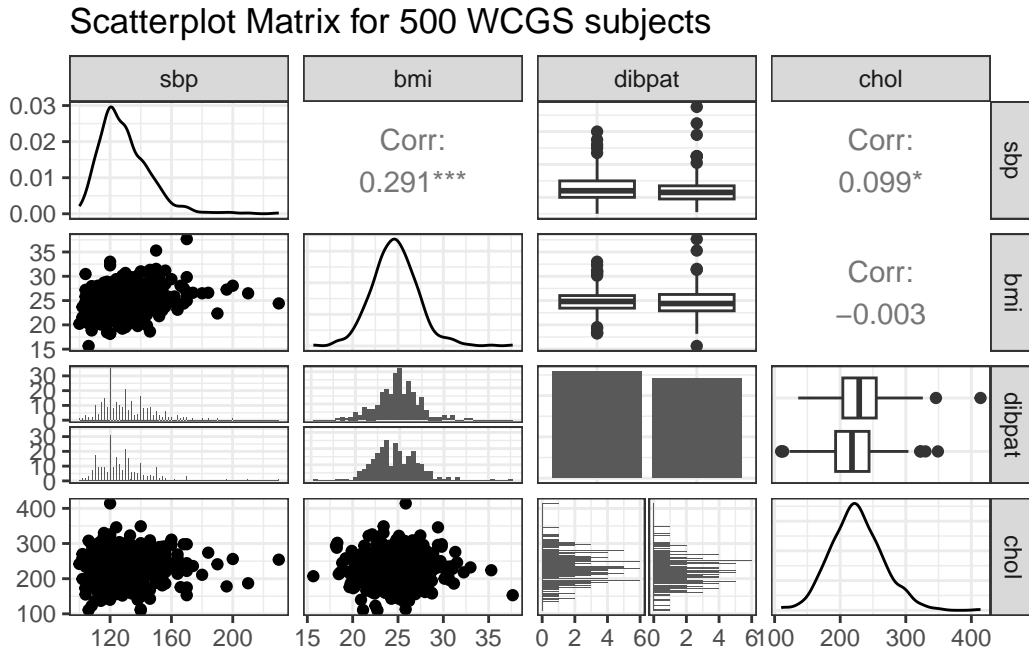 Scatterplot Matrix for 500 WCGS subjects
sbp bmi dibpat chol
0.03
0.02
0.01
0.00
Corr:
0.291***
Corr:
0.099*
sbp
35
30
25
20
15
Corr:
−0.003
bmi
30
20
10
0
30
20
10
0
dibpat
400
300
200
100
chol
120 160 200
15 20 25 30 35
0 2 4 6 0 2 4 6
100 200 300 400